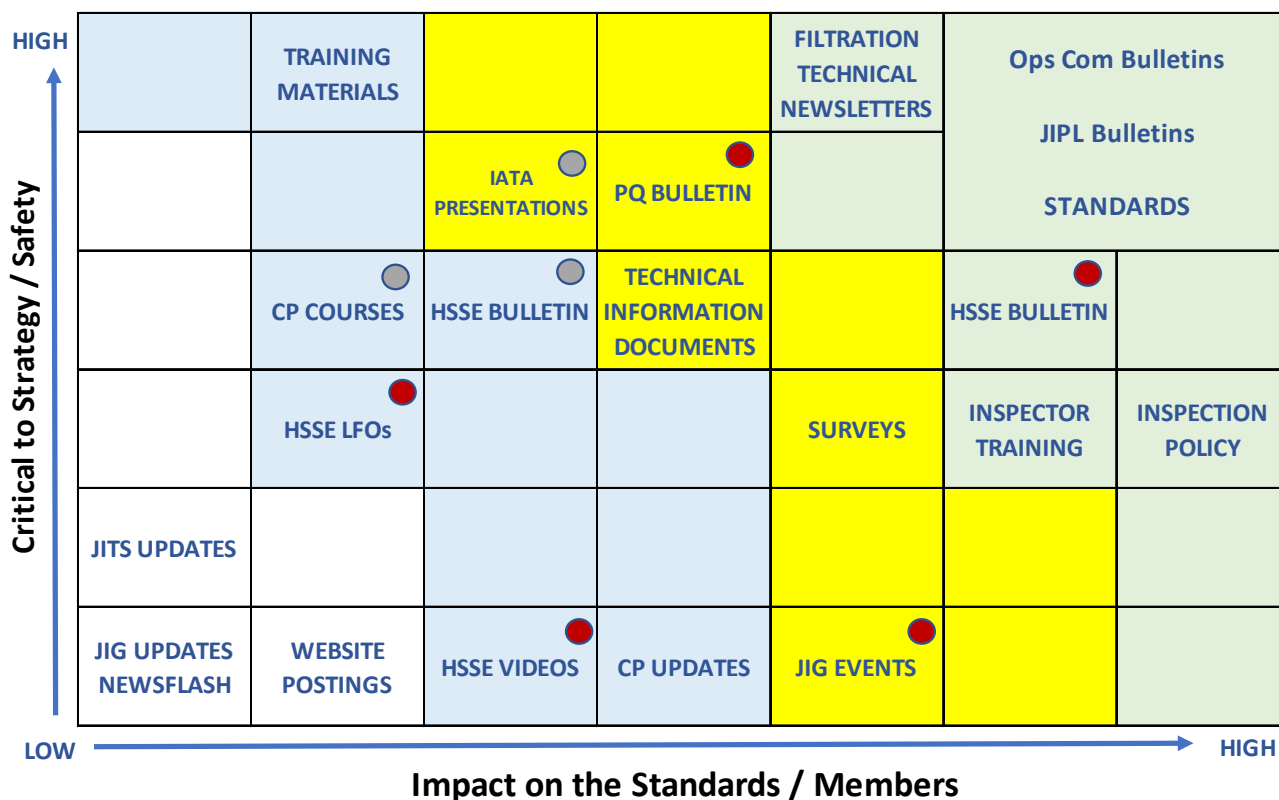 HIGH
TRAINING
MATERIALS
FILTRATION
TECHNICAL
NEWSLETTERS
Ops Com Bulletins
JIPL Bulletins
STANDARDS
IATA
PRESENTATIONS
PQ BULLETIN
Critical to Strategy / Safety
CP COURSES
HSSE BULLETIN
TECHNICAL
INFORMATION
DOCUMENTS
HSSE BULLETIN
HSSE LFOs
SURVEYS
INSPECTOR
TRAINING
INSPECTION
POLICY
JITS UPDATES
JIG UPDATES
NEWSFLASH
WEBSITE
POSTINGS
HSSE VIDEOS
CP UPDATES
JIG EVENTS
LOW
HIGH
Impact on the Standards / Members